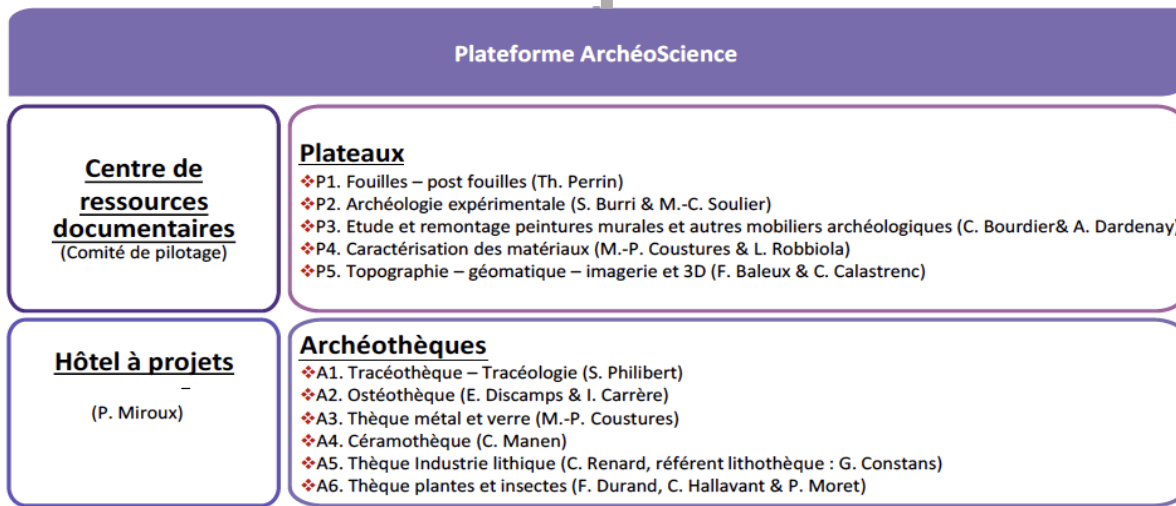 Plateforme ArchéoScience
Centre de
ressources
documentaires
(Comité de pilotage)
Plateaux
❖P1. Fouilles – post fouilles (Th. Perrin)
❖P2. Archéologie expérimentale (S. Burri & M.-C. Soulier)
❖P3. Etude et remontage peintures murales et autres mobiliers archéologiques (C. Bourdier& A. Dardenay)
❖P4. Caractérisation des matériaux (M.-P. Coustures & L. Robbiola)
❖P5. Topographie – géomatique – imagerie et 3D (F. Baleux & C. Calastrenc)
Hôtel à projets
(P. Miroux)
Archéothèques
❖A1. Tracéothèque – Tracéologie (S. Philibert)
❖A2. Ostéothèque (E. Discamps & I. Carrère)
❖A3. Thèque métal et verre (M.-P. Coustures)
❖A4. Céramothèque (C. Manen)
❖A5. Thèque Industrie lithique (C. Renard, référent lithothèque : G. Constans)
❖A6. Thèque plantes et insectes (F. Durand, C. Hallavant & P. Moret)